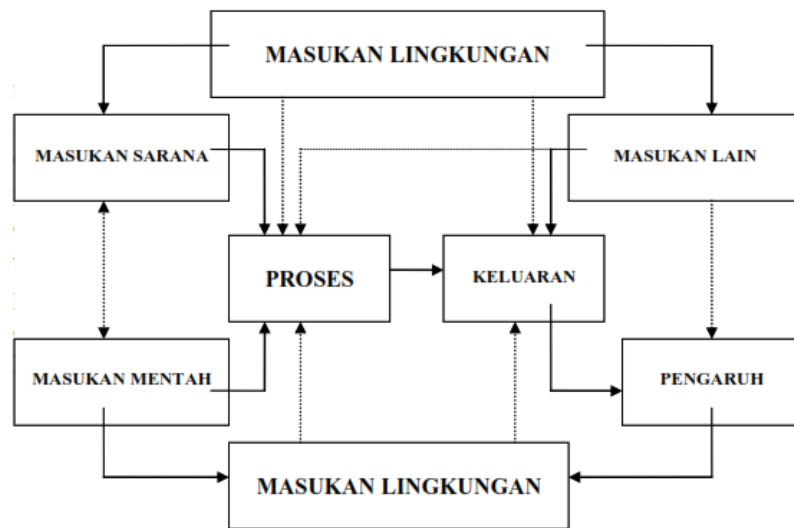 MASUKAN LINGKUNGAN
MASUKAN SARANA
MASUKAN LAIN
PROSES
KELUARAN
MASUKAN MENTAH
PENGARUH
MASUKAN LINGKUNGAN